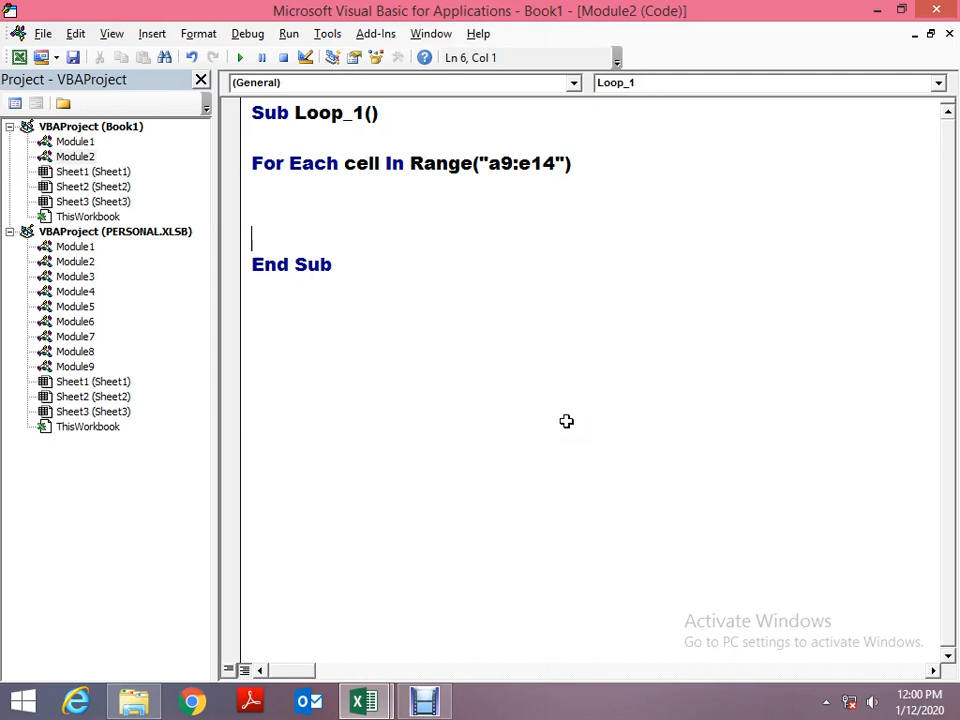 Microsoft Visual Basic for Applications - Book1 - [Module2 (Code)]
File Edit View Insert Format Debug Run Tools Add-Ins Window Help
Ln 6, Col 1
Project - VBAProject
(General)
Loop_1
VBAProject (Book1)
Module1
Module2
Sheet1 (Sheet1)
Sheet2 (Sheet2)
Sheet3 (Sheet3)
ThisWorkbook
VBAProject (PERSONAL.XLSB)
Module1
Module2
Module3
Module4
Module5
Module6
Module7
Module8
Module9
Sheet1 (Sheet1)
Sheet2 (Sheet2)
Sheet3 (Sheet3)
ThisWorkbook
Sub Loop_1()
For Each cell In Range("a9:e14")
End Sub
Activate Windows
Go to PC settings to activate Windows.
12:00 PM
1/12/2020